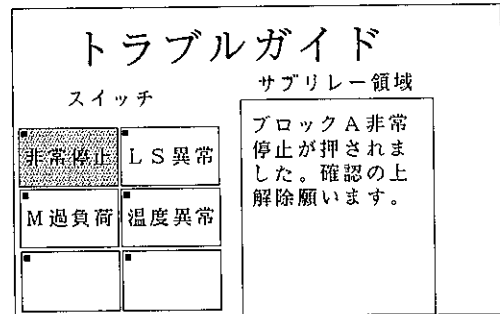 トラブルガイド
スイッチ
サブリレー領域
非常停止
LS異常
M過負荷
温度異常
ブロックA非常
停止が押されま
した。確認の上
解除願います。